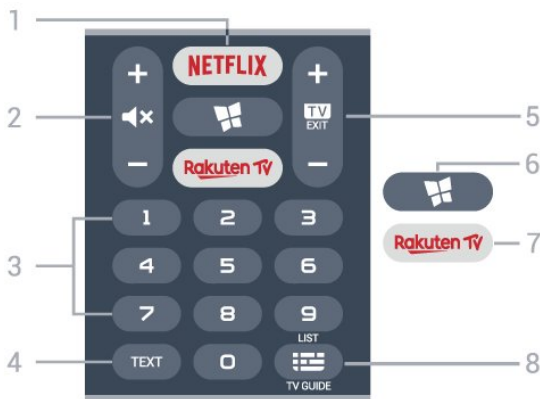 1
+ NETFLIX +
2 TV EXIT 5
− Rakuten TV −
6
1 2 3
Rakuten TV 7
3 4 5 6
7 8 9
LIST
4 TEXT 0 8
TV GUIDE